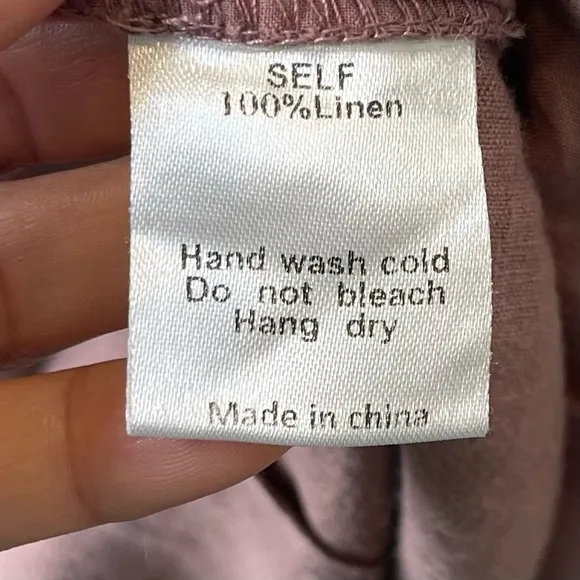 SELF
100%Linen
Hand wash cold
Do not bleach
Hang dry
Made in china